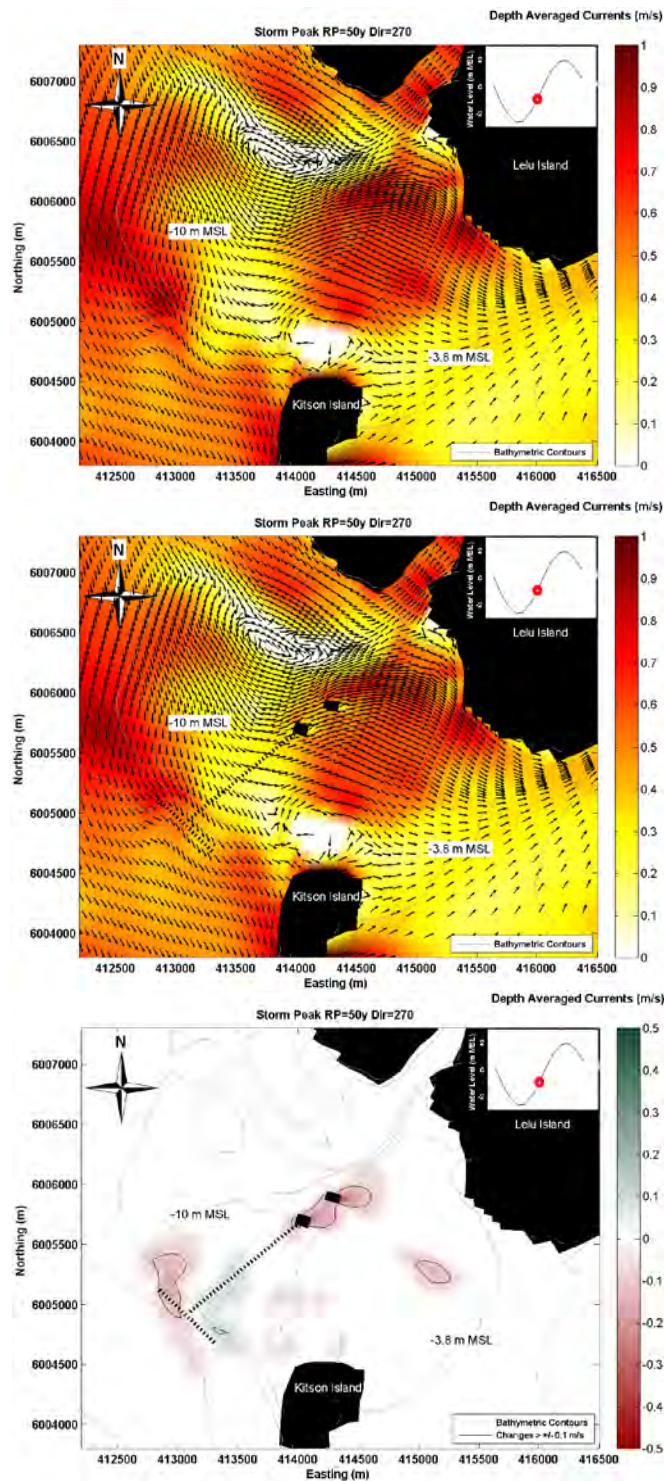 Depth Averaged Currents (m/s)
Storm Peak RP=50y Dir=270
N
Water Level (m MSL)
Lelu Island
-10 m MSL
-3.8 m MSL
Kitson Island
Bathymetric Contours
Northing (m)
7007000
6006500
6006000
6005500
6005000
6004500
6004000
412500 413000 413500 414000 414500 415000 415500 416000 416500
Easting (m)
1
0.9
0.8
0.7
0.6
0.5
0.4
0.3
0.2
0.1
0
Depth Averaged Currents (m/s)
Storm Peak RP=50y Dir=270
N
Water Level (m MSL)
Lelu Island
-10 m MSL
-3.8 m MSL
Kitson Island
Bathymetric Contours
Northing (m)
6007000
6006500
6006000
6005500
6005000
6004500
6004000
412500 413000 413500 414000 414500 415000 415500 416000 416500
Easting (m)
1
0.9
0.8
0.7
0.6
0.5
0.4
0.3
0.2
0.1
0
Depth Averaged Currents (m/s)
Storm Peak RP=50y Dir=270
N
Water Level (m MSL)
Lelu Island
-10 m MSL
-3.8 m MSL
Kitson Island
Bathymetric Contours
Changes > +/-0.1 m/s
Northing (m)
6007000
6006500
6006000
6005500
6005000
6004500
6004000
412500 413000 413500 414000 414500 415000 415500 416000 416500
Easting (m)
0.5
0.4
0.3
0.2
0.1
0
-0.1
-0.2
-0.3
-0.4
-0.5